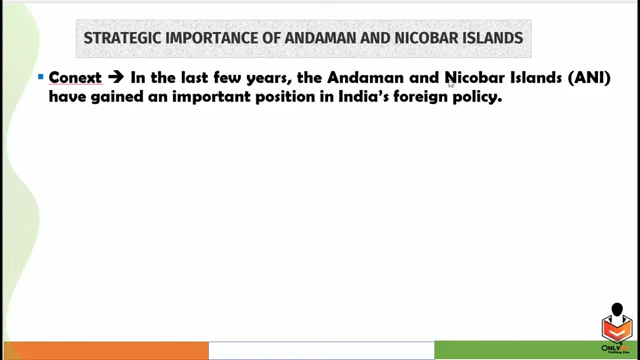 STRATEGIC IMPORTANCE OF ANDAMAN AND NICOBAR ISLANDS
Conext → In the last few years, the Andaman and Nicobar Islands (ANI)
have gained an important position in India's foreign policy.
ONLY